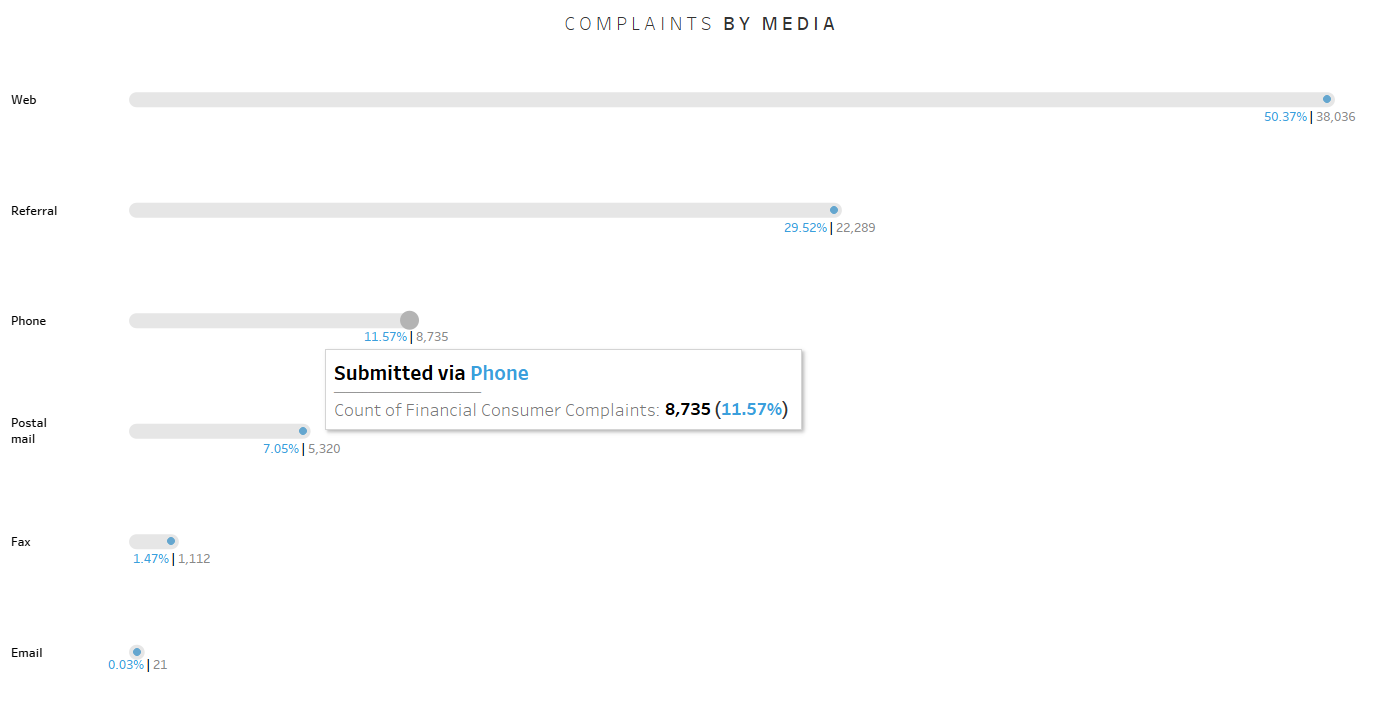 COMPLAINTS BY MEDIA
Web
50.37% | 38,036
Referral
29.52% | 22,289
Phone
11.57% | 8,735
Submitted via Phone
Count of Financial Consumer Complaints: 8,735 (11.57%)
Postal
mail
7.05% | 5,320
Fax
1.47% | 1,112
Email
0.03% | 21